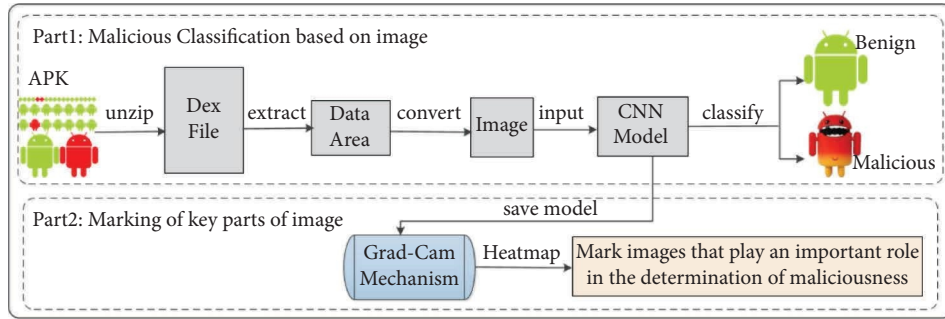 Part1: Malicious Classification based on image
Benign
APK
unzip
Dex
File
extract
Data
Area
convert
Image
input
CNN
Model
classify
Malicious
Part2: Marking of key parts of image
save model
Grad-Cam
Mechanism
Heatmap
Mark images that play an important role
in the determination of maliciousness